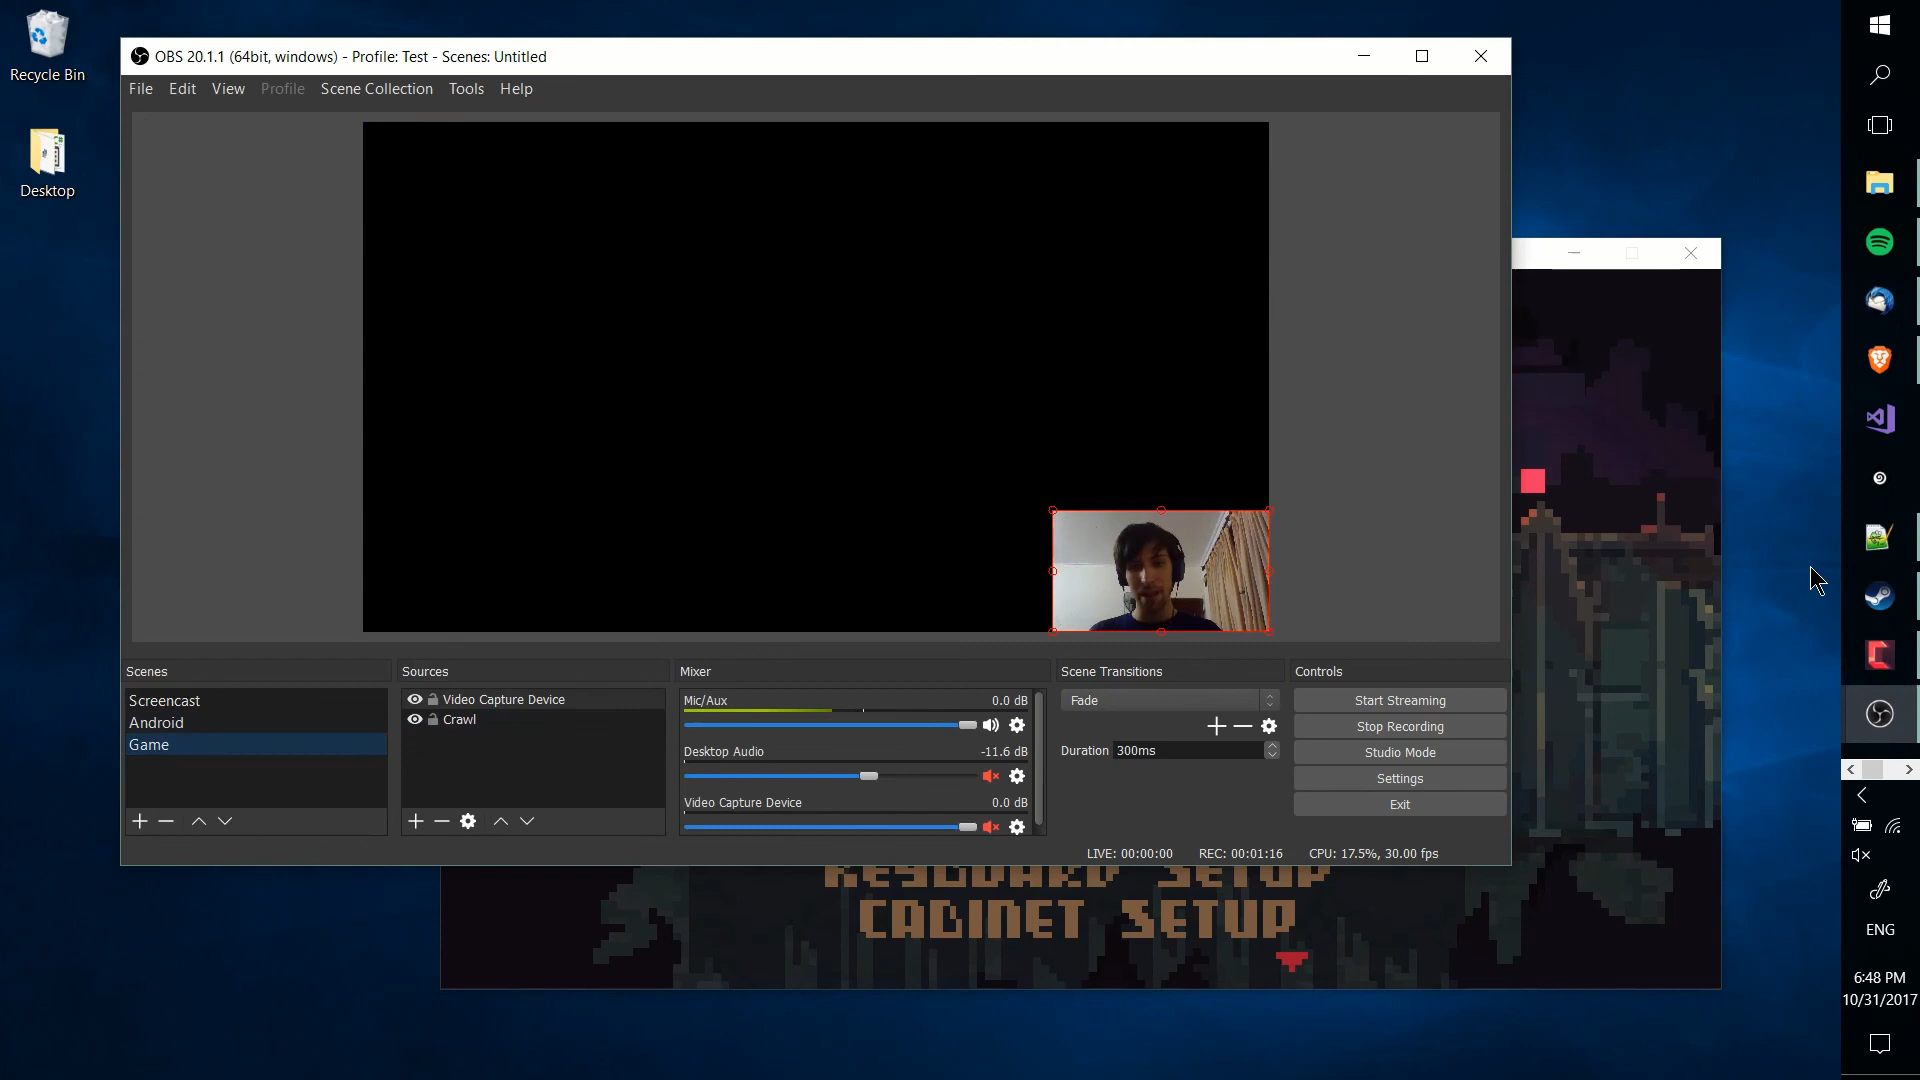 Recycle Bin
Desktop
OBS 20.1.1 (64bit, windows) - Profile: Test - Scenes: Untitled
File Edit View Profile Scene Collection Tools Help
Scenes
Screencast
Android
Game
Sources
Video Capture Device
Crawl
Mixer
Mic/Aux 0.0 dB
Desktop Audio -11.6 dB
Video Capture Device 0.0 dB
Scene Transitions
Fade
Duration 300ms
Controls
Start Streaming
Stop Recording
Studio Mode
Settings
Exit
LIVE: 00:00:00 REC: 00:01:16 CPU: 17.5%, 30.00 fps
KEYBOARD SETUP
CABINET SETUP
ENG
6:48 PM
10/31/2017